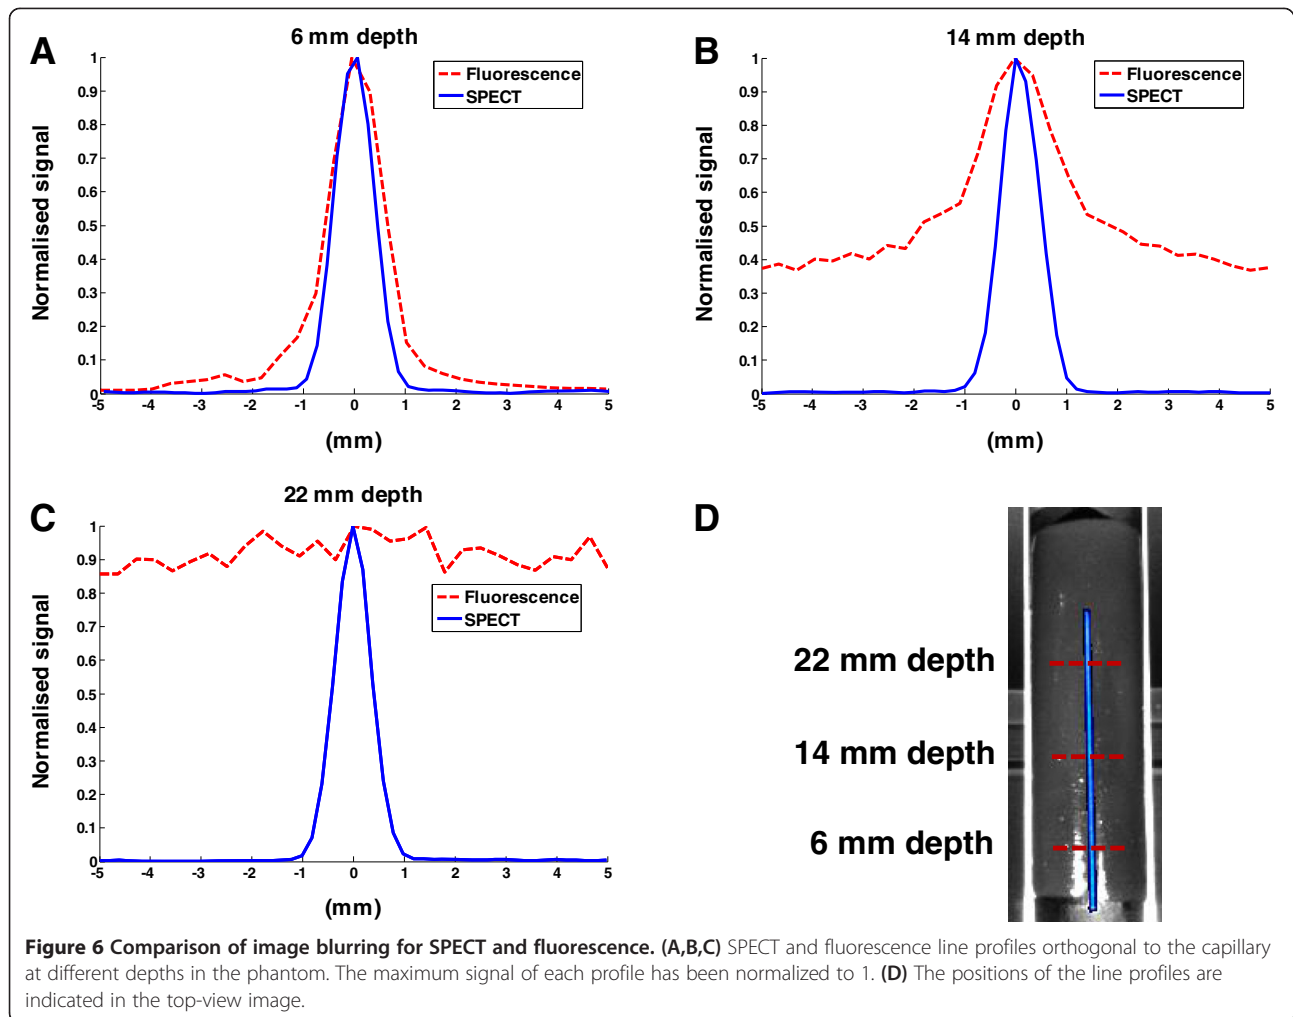 A
6 mm depth
Fluorescence
SPECT
Normalised signal
1
0.9
0.8
0.7
0.6
0.5
0.4
0.3
0.2
0.1
0
-5 -4 -3 -2 -1 0 1 2 3 4 5
(mm)
B
14 mm depth
Fluorescence
SPECT
Normalised signal
1
0.9
0.8
0.7
0.6
0.5
0.4
0.3
0.2
0.1
0
-5 -4 -3 -2 -1 0 1 2 3 4 5
(mm)
C
22 mm depth
Fluorescence
SPECT
Normalised signal
1
0.9
0.8
0.7
0.6
0.5
0.4
0.3
0.2
0.1
0
-5 -4 -3 -2 -1 0 1 2 3 4 5
(mm)
D
22 mm depth
14 mm depth
6 mm depth
Figure 6 Comparison of image blurring for SPECT and fluorescence. (A,B,C) SPECT and fluorescence line profiles orthogonal to the capillary
at different depths in the phantom. The maximum signal of each profile has been normalized to 1. (D) The positions of the line profiles are
indicated in the top-view image.